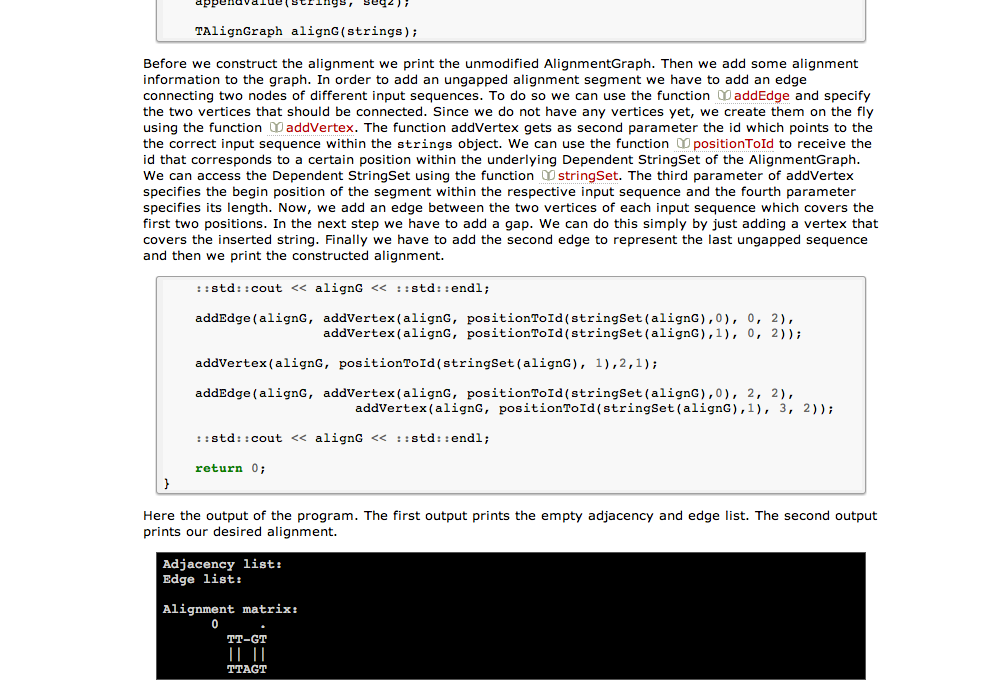 appendValue(strings, seq2);
TAlignGraph alignG(strings);
Before we construct the alignment we print the unmodified AlignmentGraph. Then we add some alignment
information to the graph. In order to add an ungapped alignment segment we have to add an edge
connecting two nodes of different input sequences. To do so we can use the function addEdge and specify
the two vertices that should be connected. Since we do not have any vertices yet, we create them on the fly
using the function addVertex. The function addVertex gets as second parameter the id which points to the
the correct input sequence within the strings object. We can use the function positionToId to receive the
id that corresponds to a certain position within the underlying Dependent StringSet of the AlignmentGraph.
We can access the Dependent StringSet using the function stringSet. The third parameter of addVertex
specifies the begin position of the segment within the respective input sequence and the fourth parameter
specifies its length. Now, we add an edge between the two vertices of each input sequence which covers the
first two positions. In the next step we have to add a gap. We can do this simply by just adding a vertex that
covers the inserted string. Finally we have to add the second edge to represent the last ungapped sequence
and then we print the constructed alignment.
::std::cout << alignG << ::std::endl;
addEdge(alignG, addVertex(alignG, positionToId(stringSet(alignG),0), 0, 2),
addVertex(alignG, positionToId(stringSet(alignG),1), 0, 2));
addVertex(alignG, positionToId(stringSet(alignG), 1),2,1);
addEdge(alignG, addVertex(alignG, positionToId(stringSet(alignG),0), 2, 2),
addVertex(alignG, positionToId(stringSet(alignG),1), 3, 2));
::std::cout << alignG << ::std::endl;
return 0;
}
Here the output of the program. The first output prints the empty adjacency and edge list. The second output
prints our desired alignment.
Adjacency list:
Edge list:
Alignment matrix:
0     .
TT-GT
|| ||
TTAGT